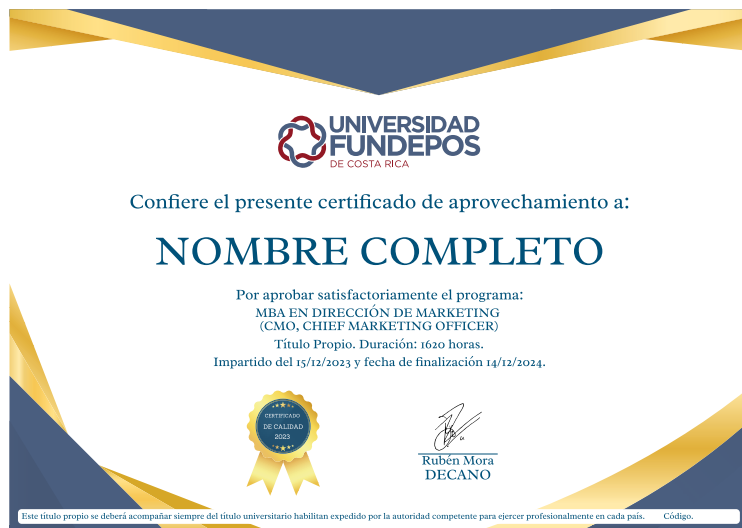 UNIVERSIDAD
FUNDEPOS
DE COSTA RICA
Confiere el presente certificado de aprovechamiento a:
NOMBRE COMPLETO
Por aprobar satisfactoriamente el programa:
MBA EN DIRECCIÓN DE MARKETING
(CMO, CHIEF MARKETING OFFICER)
Título Propio. Duración: 1620 horas.
Impartido del 15/12/2023 y fecha de finalización 14/12/2024.
CERTIFICADO
DE CALIDAD
2023
Rubén Mora
DECANO
Este título propio se deberá acompañar siempre del título universitario habilitan expedido por la autoridad competente para ejercer profesionalmente en cada país. Código.